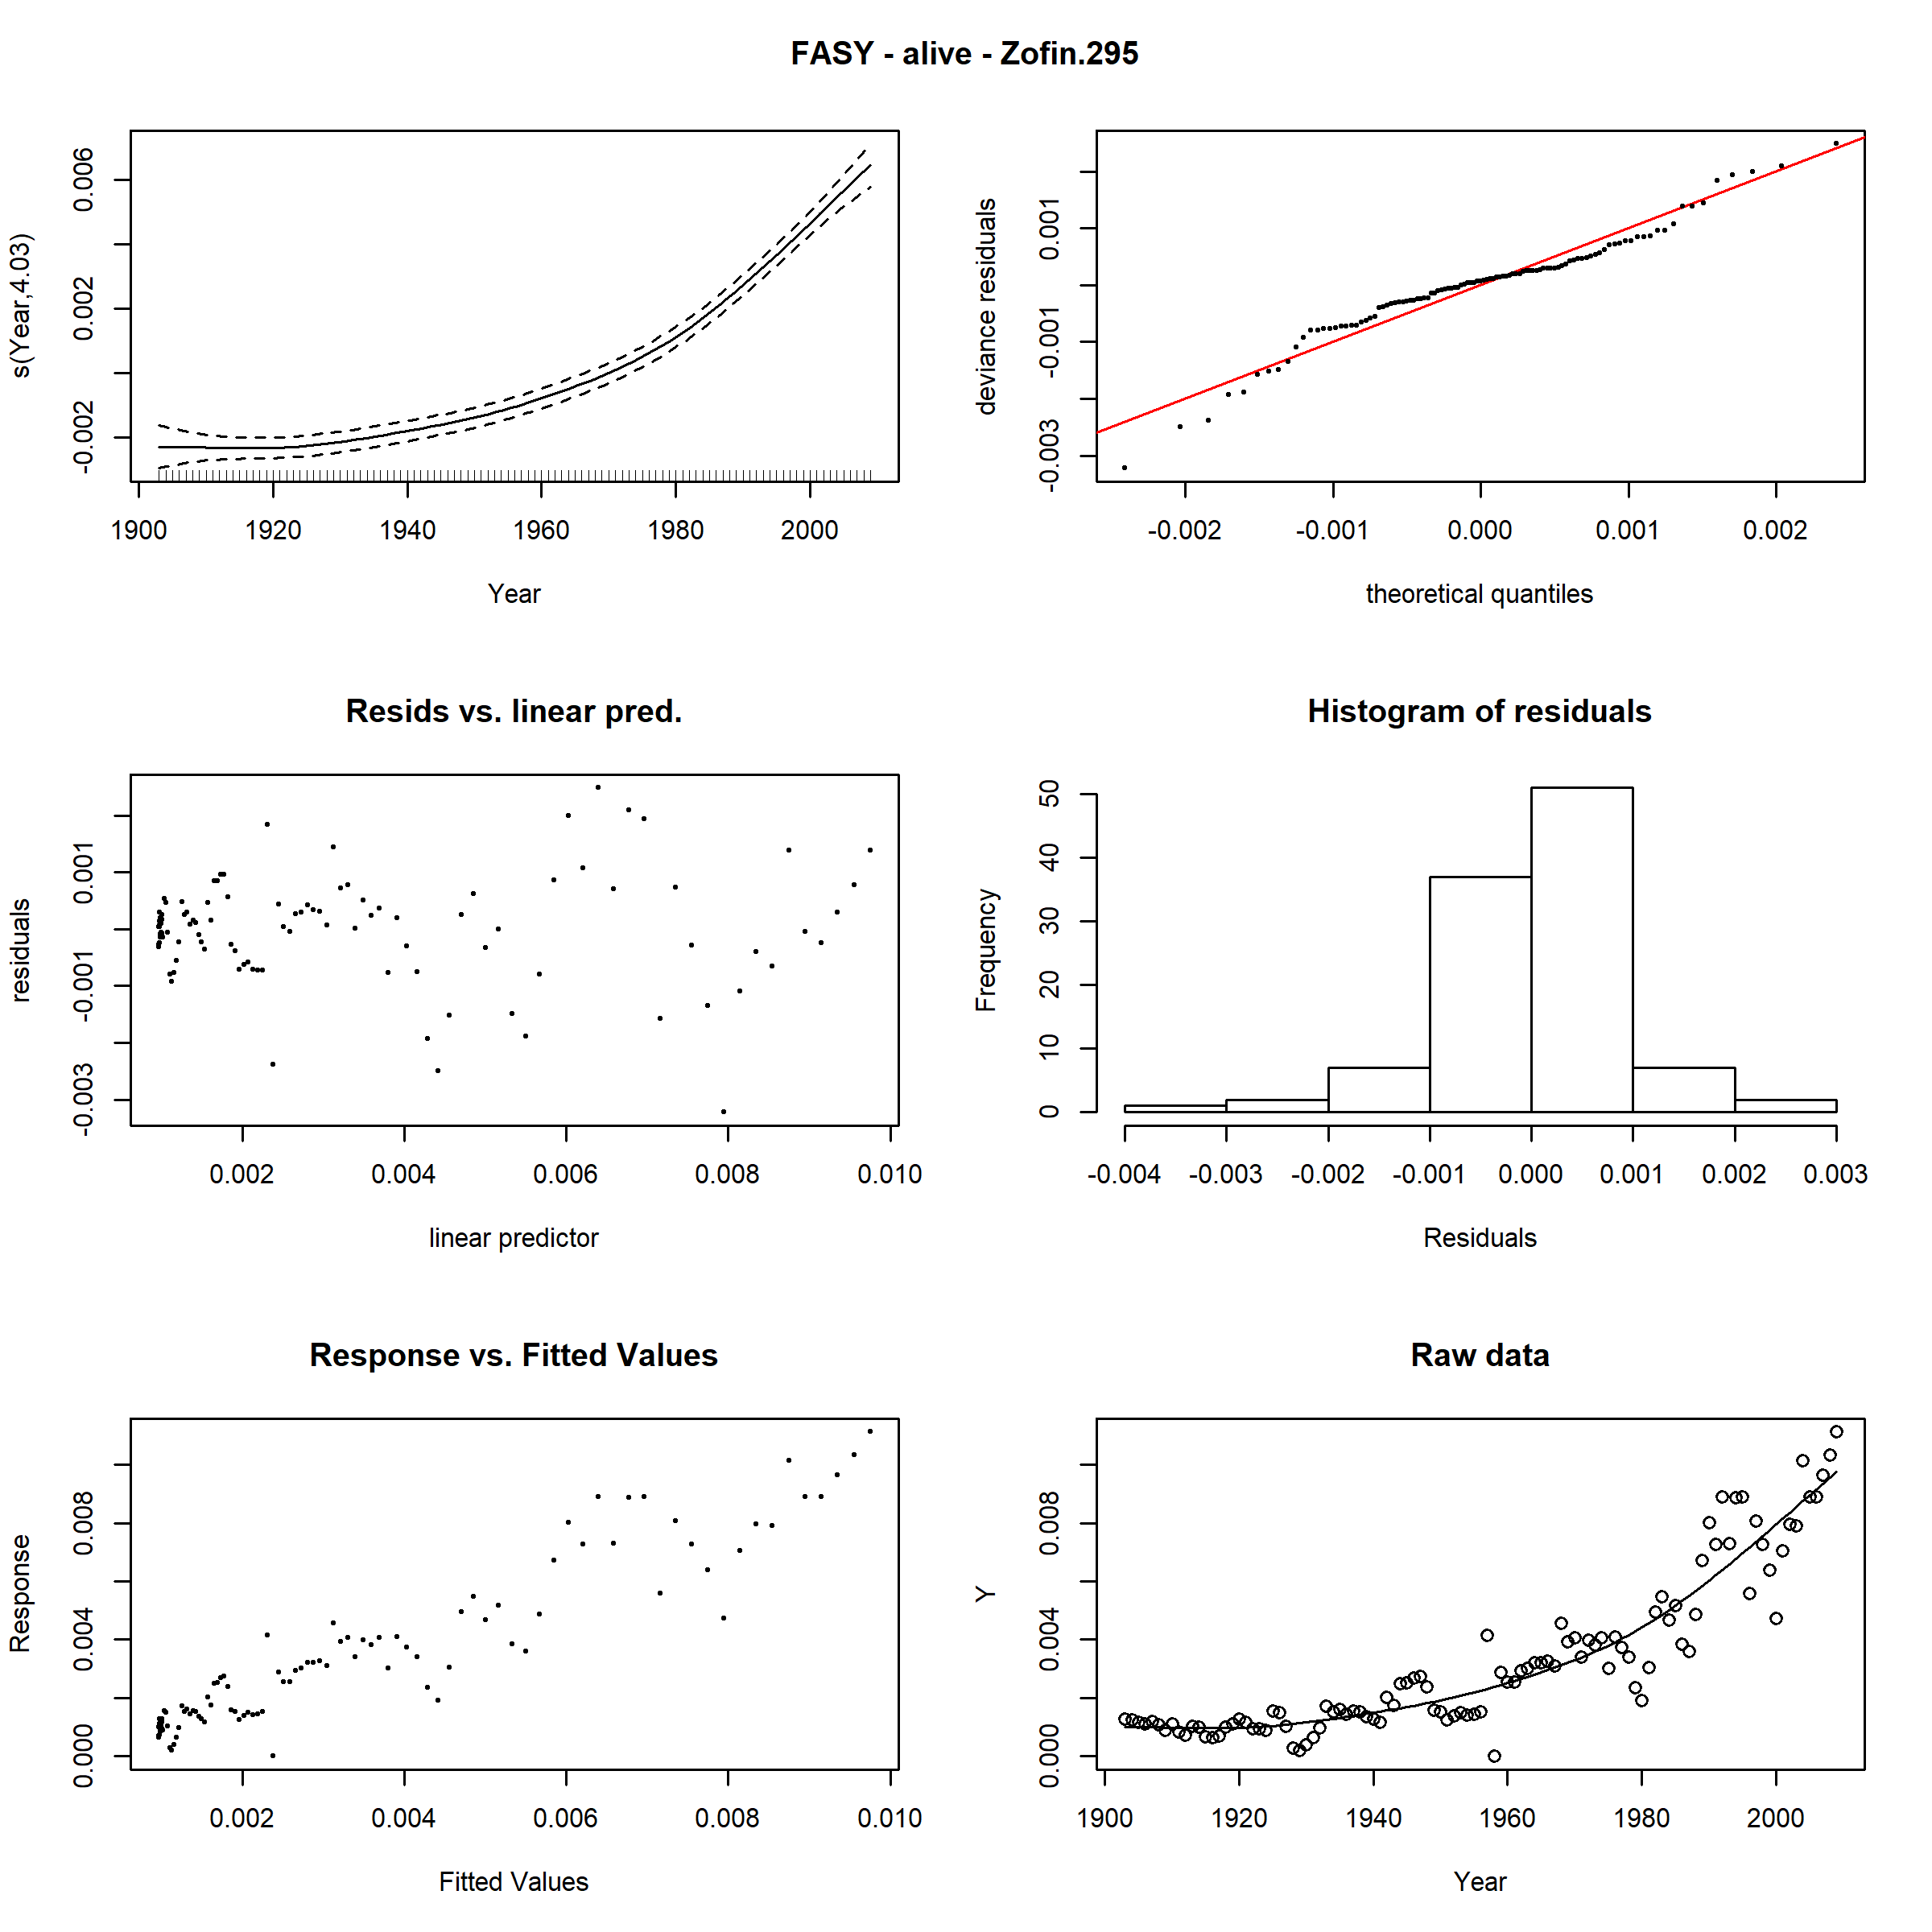 FASY - alive - Zofin.295
s(Year,4.03)
0.006
0.002
-0.002
1900 1920 1940 1960 1980 2000
Year
deviance residuals
0.001
-0.001
-0.003
-0.002 -0.001 0.000 0.001 0.002
theoretical quantiles
Resids vs. linear pred.
residuals
0.001
-0.001
-0.003
0.002 0.004 0.006 0.008 0.010
linear predictor
Histogram of residuals
Frequency
50
40
30
20
10
0
-0.004 -0.003 -0.002 -0.001 0.000 0.001 0.002 0.003
Residuals
Response vs. Fitted Values
Response
0.008
0.004
0.000
0.002 0.004 0.006 0.008 0.010
Fitted Values
Raw data
Y
0.008
0.004
0.000
1900 1920 1940 1960 1980 2000
Year